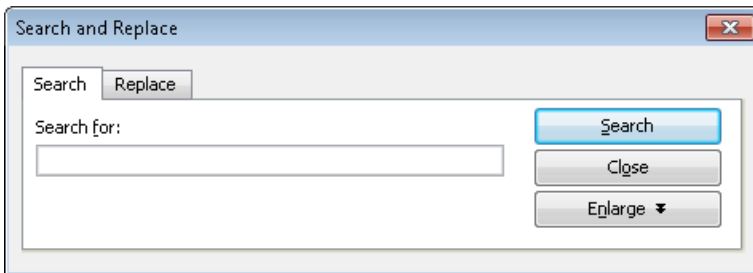 Search and Replace
Search Replace
Search for:
Search
Close
Enlarge